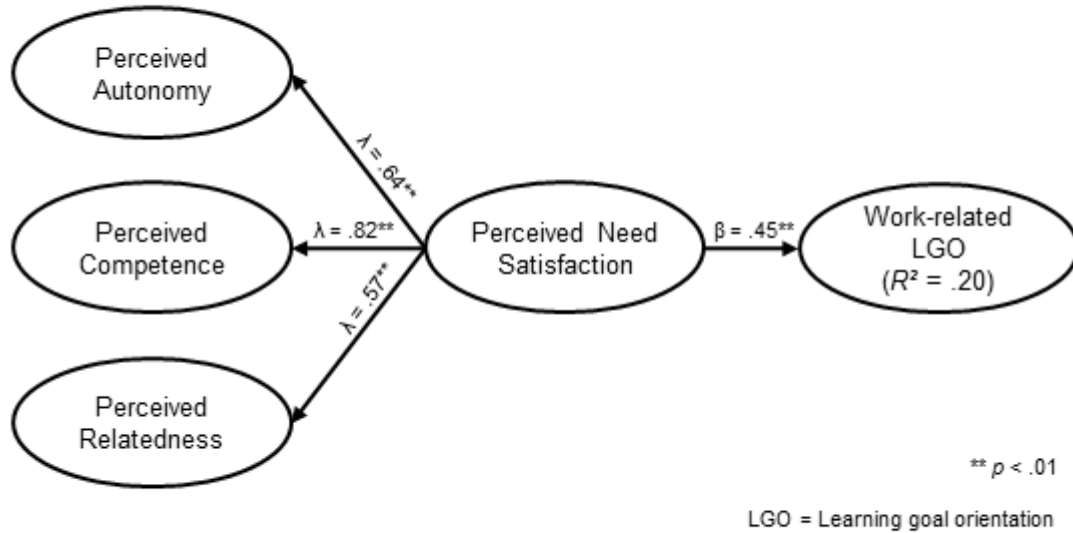 Perceived
Autonomy
λ = .64**
Perceived
Competence
λ = .82**
Perceived Need
Satisfaction
β = .45**
Work-related
LGO
(R² = .20)
λ = .57**
Perceived
Relatedness
** p < .01
LGO = Learning goal orientation